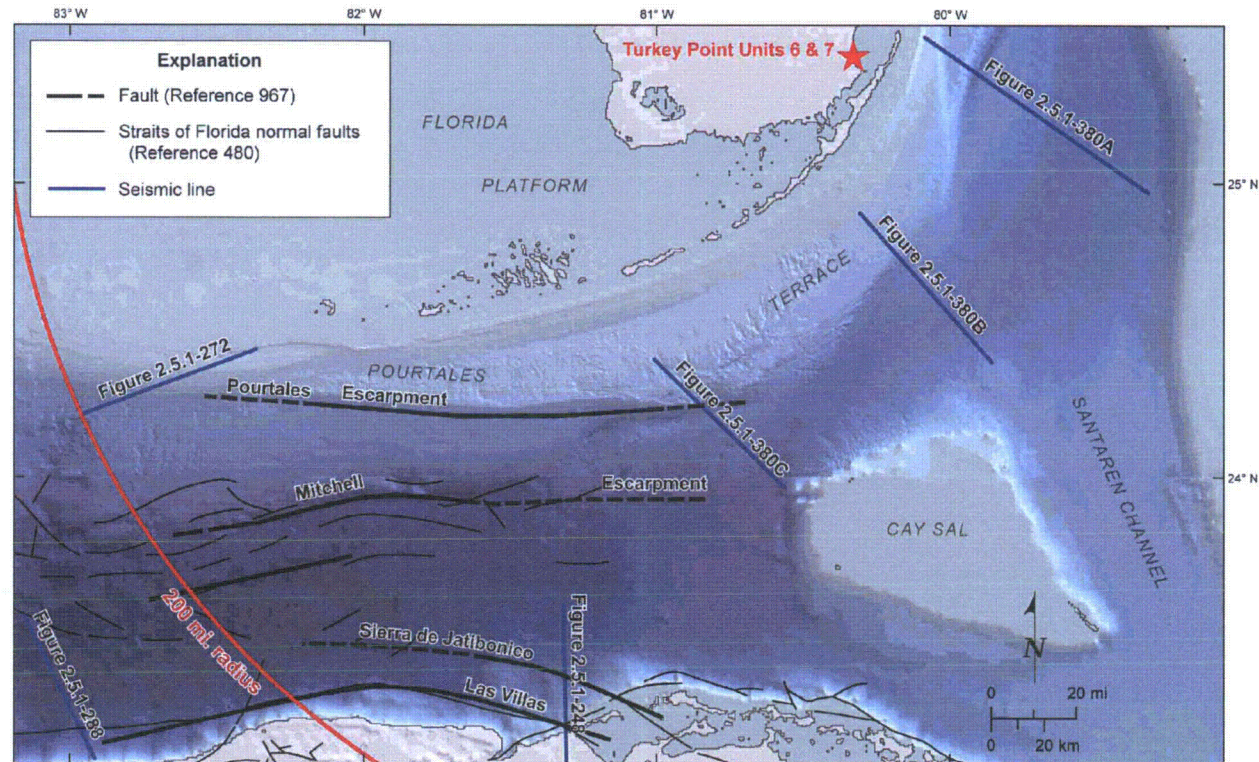 83° W
82° W
81° W
80° W
Explanation
Fault (Reference 967)
Straits of Florida normal faults
(Reference 480)
Seismic line
Turkey Point Units 6 & 7
Figure 2.5.1-380A
FLORIDA
PLATFORM
25° N
Figure 2.5.1-380B
TERRACE
Figure 2.5.1-272
POURTALES
Pourtales Escarpment
Figure 2.5.1-380C
SANTAREN CHANNEL
24° N
Mitchell
Escarpment
CAY SAL
200 mi. radius
Figure 2.5.1-288
Sierra de Jatibonico
Figure 2.5.1-248
Las Villas
N
0 20 mi
0 20 km